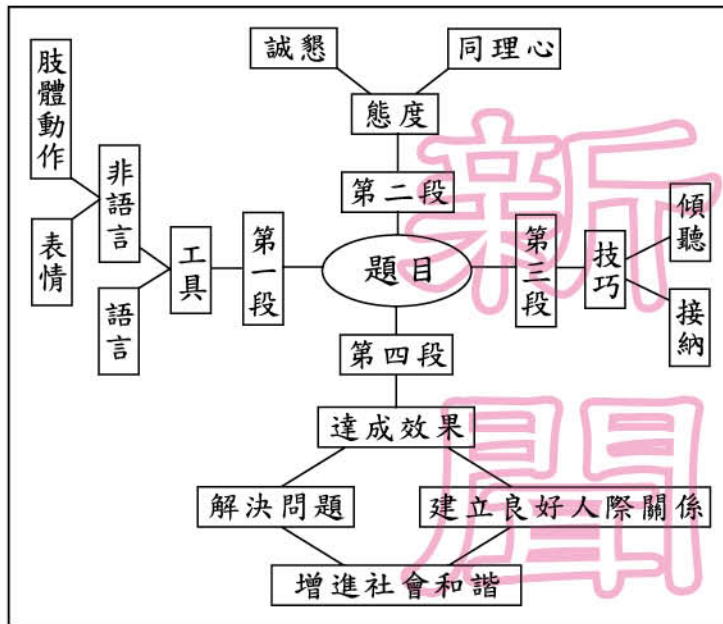 題目
第一段
工具
非語言
肢體動作
表情
語言
第二段
態度
誠懇
同理心
第三段
技巧
傾聽
接納
第四段
達成效果
解決問題
建立良好人際關係
增進社會和諧
新聞